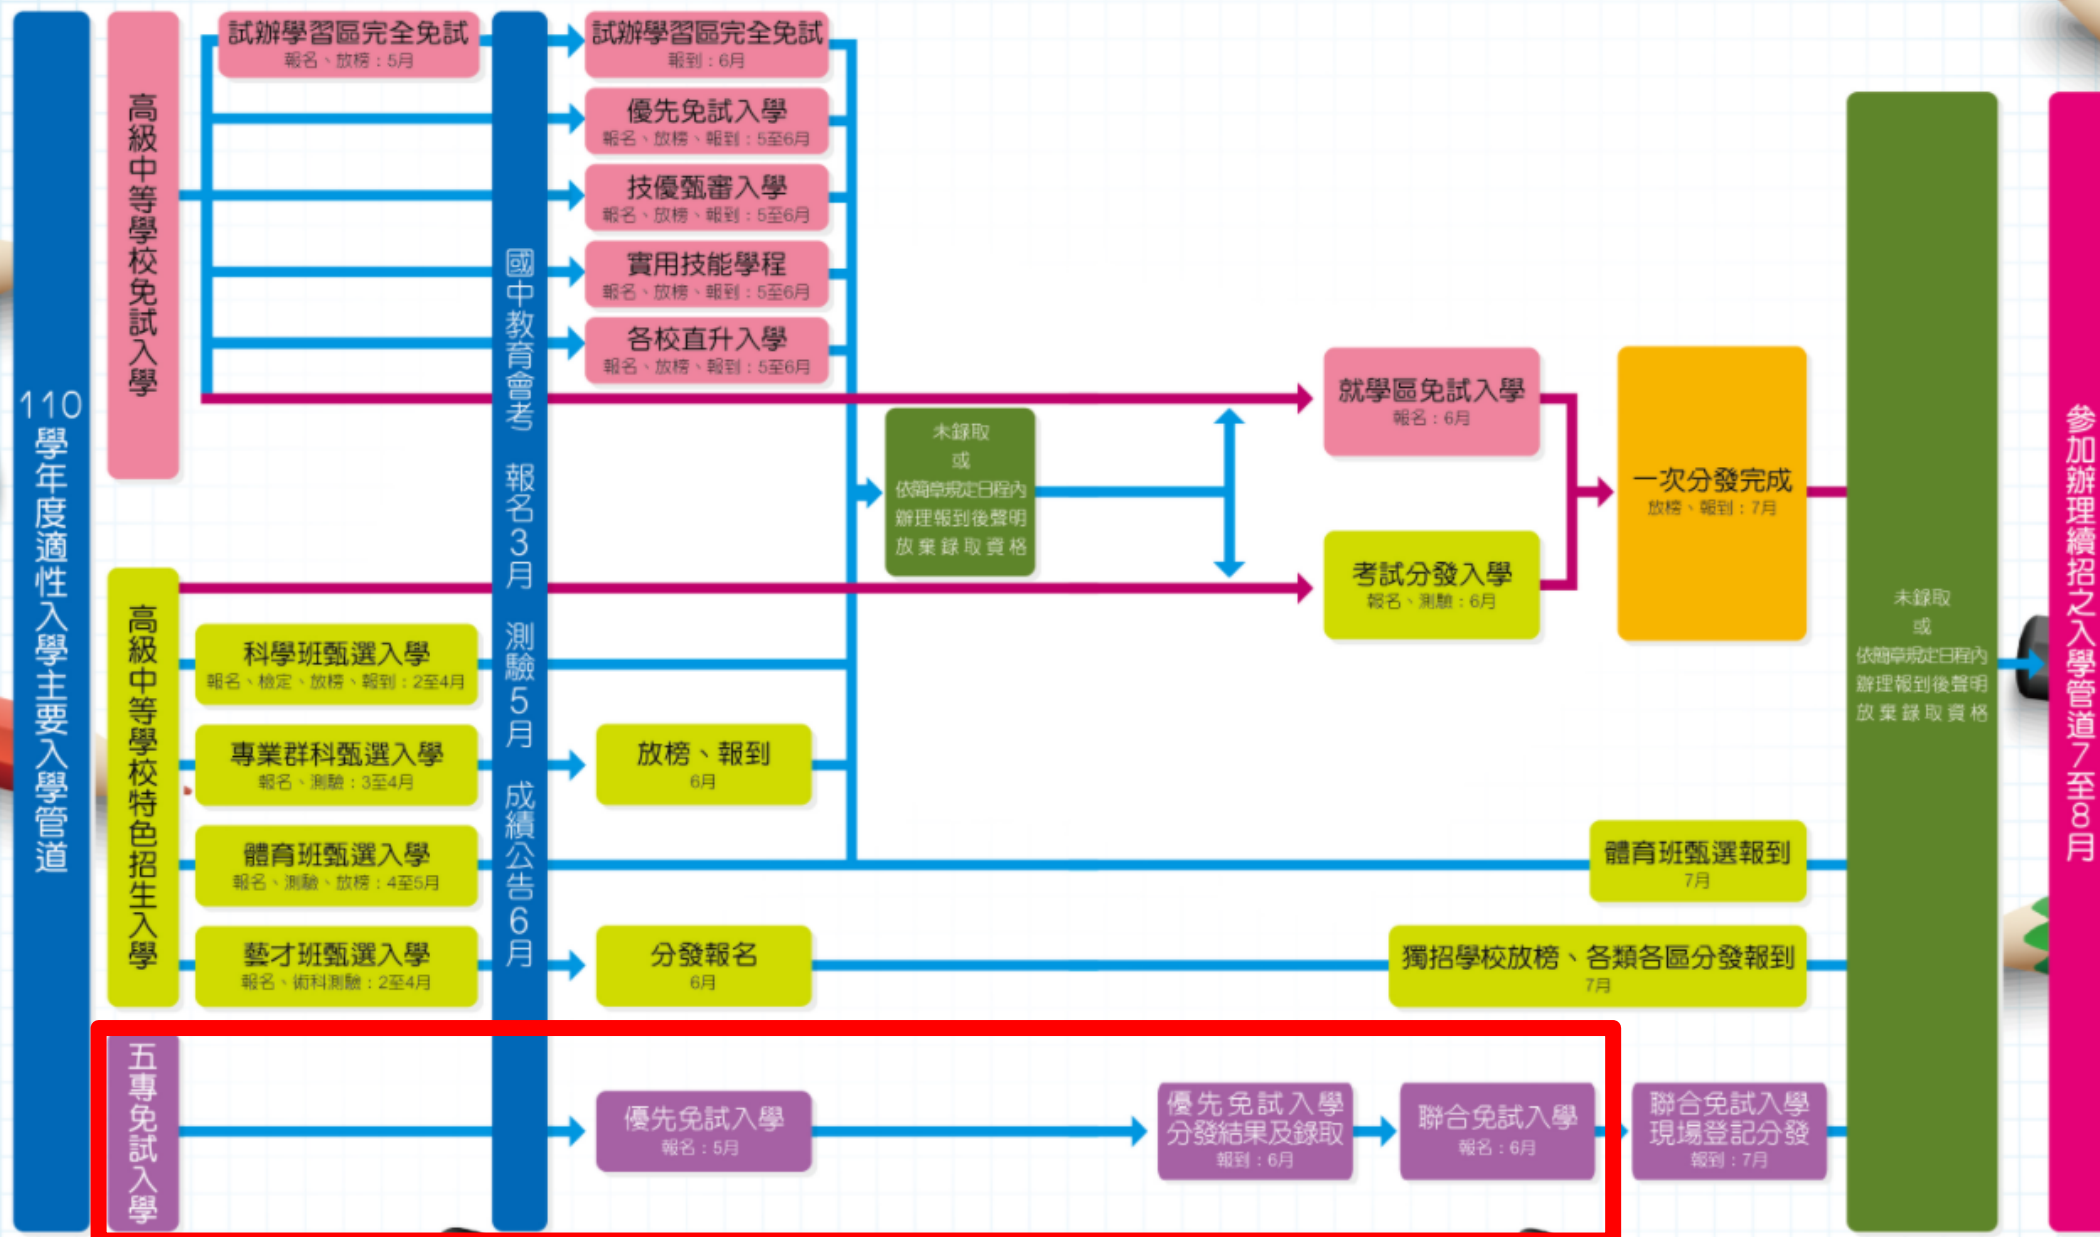 110學年度適性入學主要入學管道
高級中等學校免試入學
試辦學習區完全免試
報名、放榜：5月
國中教育會考 報名3月 測驗5月 成績公告6月
試辦學習區完全免試
報到：6月
優先免試入學
報名、放榜、報到：5至6月
技優甄審入學
報名、放榜、報到：5至6月
實用技能學程
報名、放榜、報到：5至6月
各校直升入學
報名、放榜、報到：5至6月
未錄取
或
依簡章規定日程內
辦理報到後聲明
放棄錄取資格
就學區免試入學
報名：6月
考試分發入學
報名、測驗：6月
一次分發完成
放榜、報到：7月
高級中等學校特色招生入學
科學班甄選入學
報名、檢定、放榜、報到：2至4月
專業群科甄選入學
報名、測驗：3至4月
放榜、報到
6月
體育班甄選入學
報名、測驗、放榜：4至5月
體育班甄選報到
7月
藝才班甄選入學
報名、術科測驗：2至4月
分發報名
6月
獨招學校放榜、各類各區分發報到
7月
五專免試入學
優先免試入學
報名：5月
優先免試入學
分發結果及錄取
報到：6月
聯合免試入學
報名：6月
聯合免試入學
現場登記分發
報到：7月
未錄取
或
依簡章規定日程內
辦理報到後聲明
放棄錄取資格
參加辦理續招之入學管道7至8月